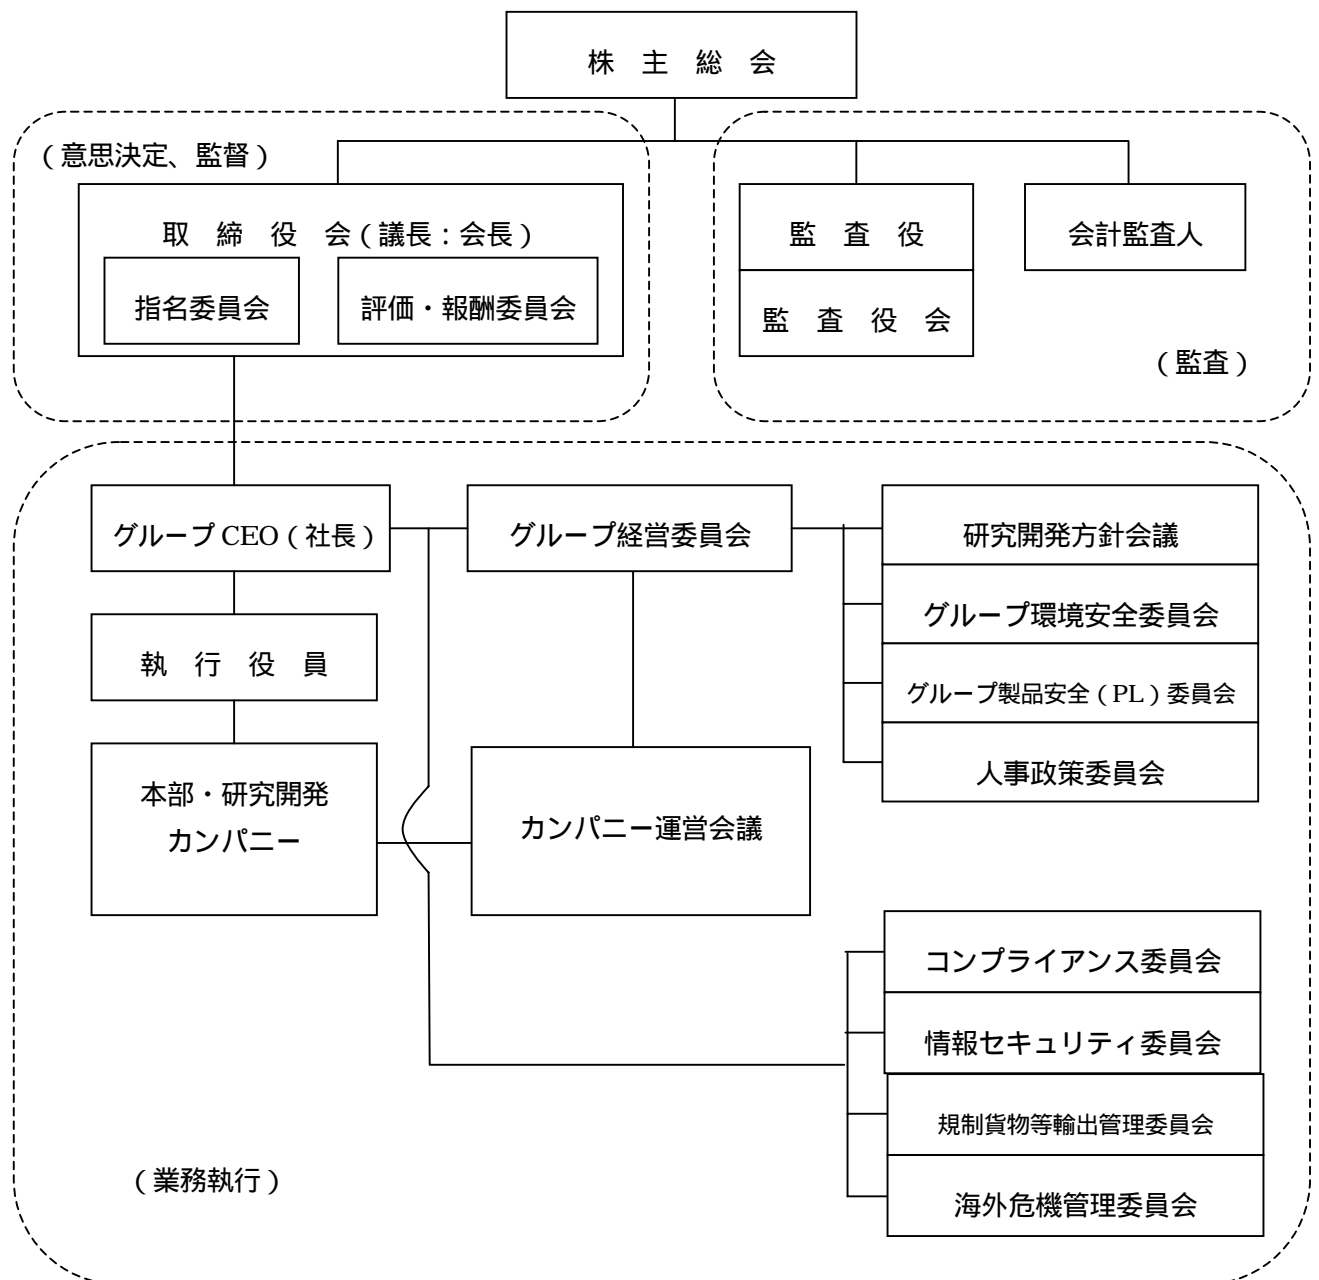 株 主 総 会
（意思決定、監督）
取 締 役 会（議長：会長）
指名委員会
評価・報酬委員会
監 査 役
監 査 役 会
会計監査人
（監査）
グループ CEO（社長）
グループ経営委員会
研究開発方針会議
グループ環境安全委員会
グループ製品安全（PL）委員会
人事政策委員会
執 行 役 員
本部・研究開発
カンパニー
カンパニー運営会議
コンプライアンス委員会
情報セキュリティ委員会
規制貨物等輸出管理委員会
海外危機管理委員会
（業務執行）